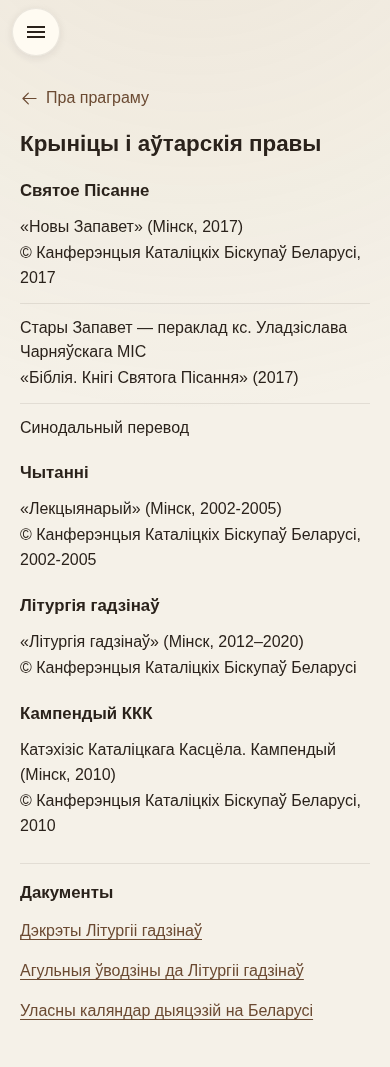 Пра праграму
Крыніцы і аўтарскія правы
Святое Пісанне
«Новы Запавет» (Мінск, 2017)
© Канферэнцыя Каталіцкіх Біскупаў Беларусі,
2017
Стары Запавет — пераклад кс. Уладзіслава
Чарняўскага МІС
«Біблія. Кнігі Святога Пісання» (2017)
Синодальный перевод
Чытанні
«Лекцыянарый» (Мінск, 2002-2005)
© Канферэнцыя Каталіцкіх Біскупаў Беларусі,
2002-2005
Літургія гадзінаў
«Літургія гадзінаў» (Мінск, 2012–2020)
© Канферэнцыя Каталіцкіх Біскупаў Беларусі
Кампендый ККК
Катэхізіс Каталіцкага Касцёла. Кампендый
(Мінск, 2010)
© Канферэнцыя Каталіцкіх Біскупаў Беларусі,
2010
Дакументы
Дэкрэты Літургіі гадзінаў
Агульныя ўводзіны да Літургіі гадзінаў
Уласны каляндар дыяцэзій на Беларусі